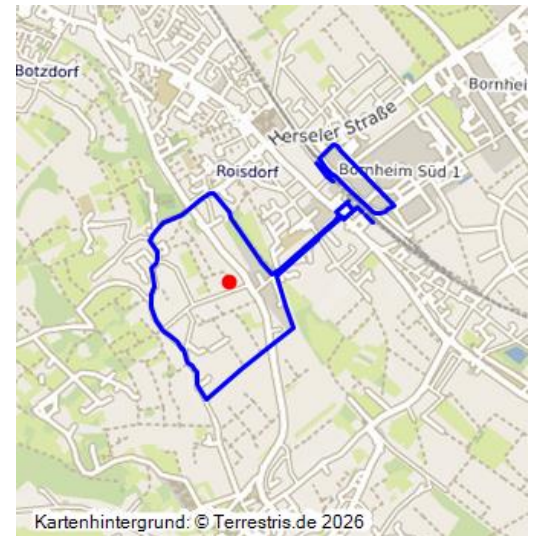 Botzdorf
Bornhei
Herseler Straße
Roisdorf
Bornheim Süd 1
Kartenhintergrund: © Terrestris.de 2026